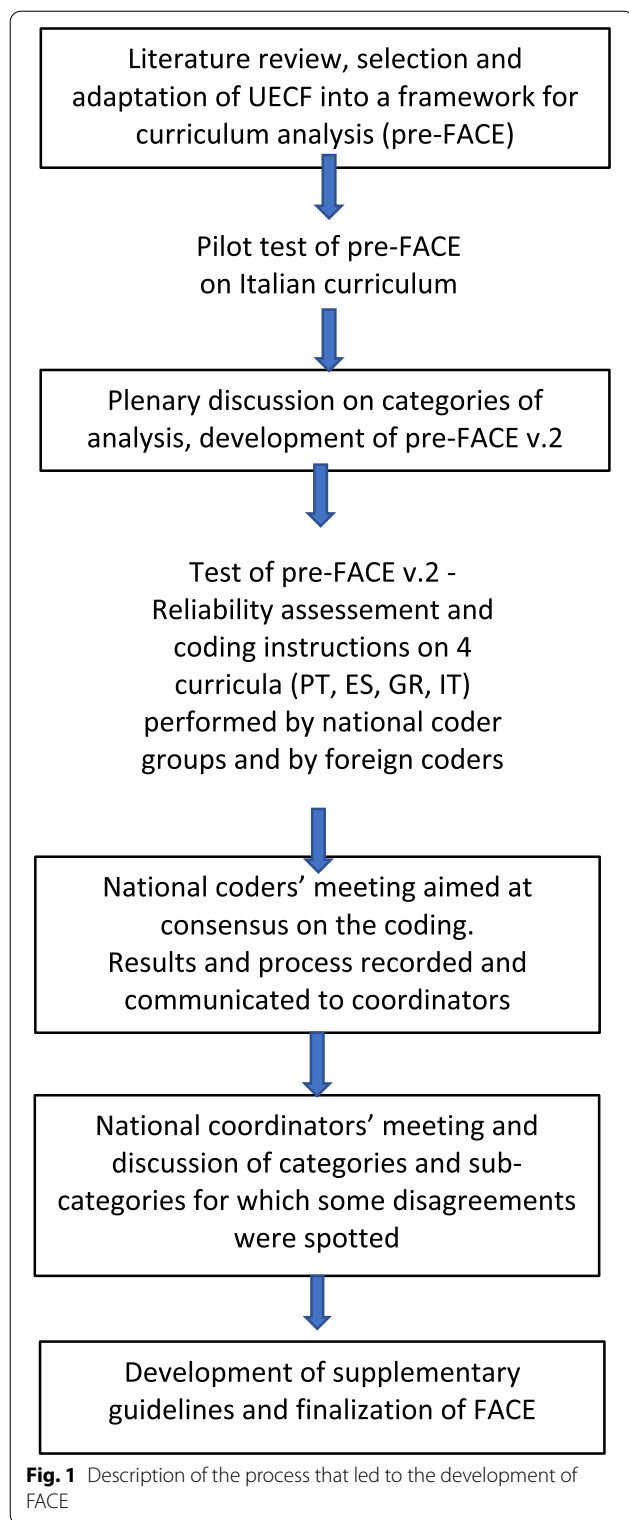 Literature review, selection and
adaptation of UECF into a framework for
curriculum analysis (pre-FACE)
Pilot test of pre-FACE
on Italian curriculum
Plenary discussion on categories of
analysis, development of pre-FACE v.2
Test of pre-FACE v.2 -
Reliability assessement and
coding instructions on 4
curricula (PT, ES, GR, IT)
performed by national coder
groups and by foreign coders
National coders’ meeting aimed at
consensus on the coding.
Results and process recorded and
communicated to coordinators
National coordinators’ meeting and
discussion of categories and sub-
categories for which some disagreements
were spotted
Development of supplementary
guidelines and finalization of FACE
Fig. 1 Description of the process that led to the development of
FACE